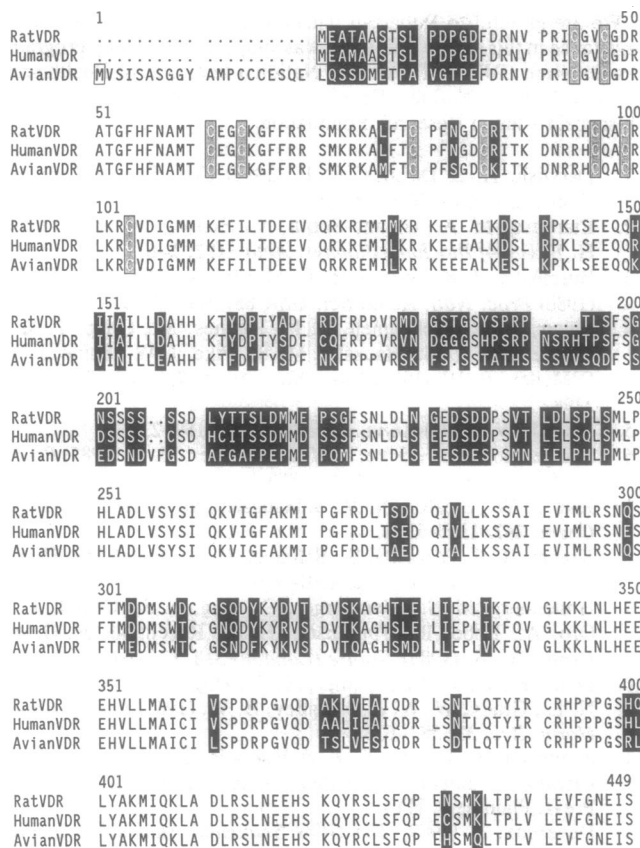 1 50
RatVDR .......... .......... MEATAASTSL PDPGDFDRNV PRICGVCGDR
HumanVDR .......... .......... MEAMAASTSL PDPGDFDRNV PRICGVCGDR
AvianVDR MVSISASGGY AMPCCCESQE LQSSDMETPA VGTPEFDRNV PRICGVCGDR
51 100
RatVDR ATGFHFNAMT CEGCKGFFRR SMKRKALFTC PFNGDCRITK DNRRHCQACR
HumanVDR ATGFHFNAMT CEGCKGFFRR SMKRKALFTC PFNGDCRITK DNRRHCQACR
AvianVDR ATGFHFNAMT CEGCKGFFRR SMKRKAMFTC PFSGDCKITK DNRRHCQACR
101 150
RatVDR LKRCVDIGMM KEFILTDEEV QRKREMIMKR KEEEALKDSL RPKLSEEQQH
HumanVDR LKRCVDIGMM KEFILTDEEV QRKREMILKR KEEEALKDSL RPKLSEEQQR
AvianVDR LKRCVDIGMM KEFILTDEEV QRKREMILKR KEEEALKESL KPKLSEEQQK
151 200
RatVDR IIAILLDAHH KTYDPTYADF RDFRPPVRMD GSTGSYSPRP ....TLSFSG
HumanVDR IIAILLDAHH KTYDPTYSDF CQFRPPVRVN DGGGSHPSRP NSRHTPSFSG
AvianVDR VINILLEAHH KTFDTTYSDF NKFRPPVRSK FS.SSTATHS SSVVSQDFSS
201 250
RatVDR NSSSSS..SSD LYTTSLDMME PSGFSNLDLN GEDSDDPSVT LDLSPLSMLP
HumanVDR DSSSSS..CSD HCITSSDMMD SSSFSNLDLS EEDSDDPSVT LELSQLSMLP
AvianVDR EDSNDVFGSD AFGAFPEPME PQMFSNLDLS EESDESPSMN IELPHLPMLP
251 300
RatVDR HLADLVSYSI QKVIGFAKMI PGFRDLTSDD QIVLLKSSAI EVIMLRSNQS
HumanVDR HLADLVSYSI QKVIGFAKMI PGFRDLTSED QIVLLKSSAI EVIMLRSNES
AvianVDR HLADLVSYSI QKVIGFAKMI PGFRDLTAED QIALLKSSAI EVIMLRSNQS
301 350
RatVDR FTMDDMSWDC GSQDYKYDVT DVSKAGHTLE LIEPLIKFQV GLKKLNLHEE
HumanVDR FTMDDMSWTC GNQDYKYRVS DVTKAGHSLE LIEPLIKFQV GLKKLNLHEE
AvianVDR FTMEDMSWTC GSNDFKYKVS DVTQAGHSMD LLEPLVKFQV GLKKLNLHEE
351 400
RatVDR EHVLLMAICI VSPDRPGVQD AKLVEAIQDR LSNTLQTYIR CRHPPPGSHQ
HumanVDR EHVLLMAICI VSPDRPGVQD AALIEAIQDR LSNTLQTYIR CRHPPPGSHL
AvianVDR EHVLLMAICI LSPDRPGVQD TSLVESIQDR LSDTLQTYIR CRHPPPGSRL
401 449
RatVDR LYAKMIQKLA DLRSLNEEHS KQYRSLSFQP ENSMKLTPLV LEVFGNEIS
HumanVDR LYAKMIQKLA DLRSLNEEHS KQYRCLSFQP ECSMKLTPLV LEVFGNEIS
AvianVDR LYAKMIQKLA DLRSLNEEHS KQYRCLSFQP EHSMQLTPLV LEVFGNEIS